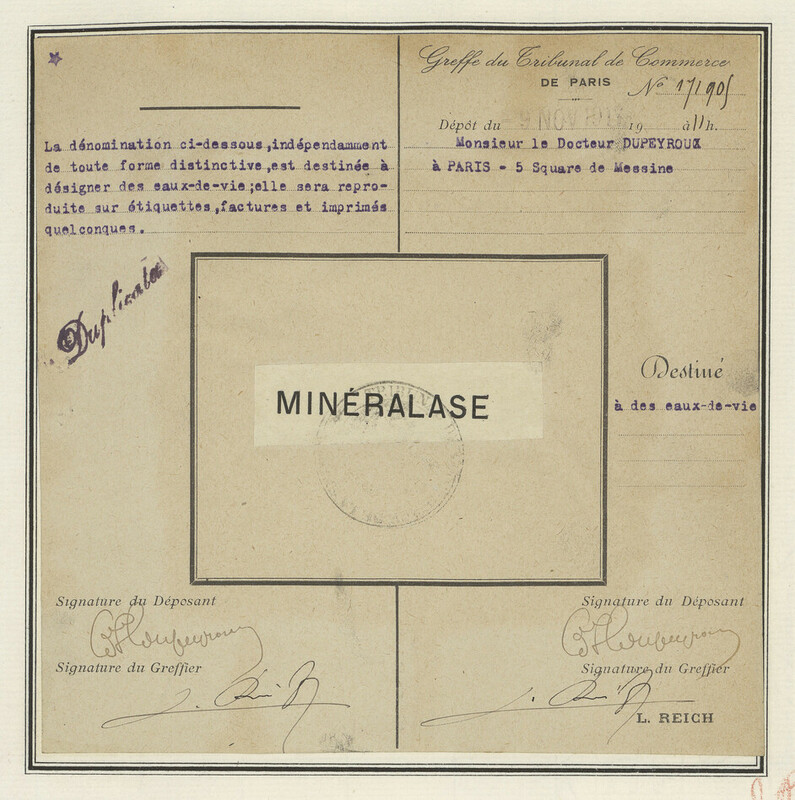 La dénomination ci-dessous,indépendamment
de toute forme distinctive,est destinée à
désigner des eaux-de-vie;elle sera repro-
duite sur étiquettes,factures et imprimés
quelconques.
Duplicata
Greffe du Tribunal de Commerce
DE PARIS
No 171905
Dépôt du NOV 19 à 11 h.
Monsieur le Docteur DUPEYROUX
à PARIS - 5 Square de Messine
MINÉRALASE
Destiné
à des eaux-de-vie
Signature du Déposant
Signature du Greffier
Signature du Déposant
Signature du Greffier
L. REICH